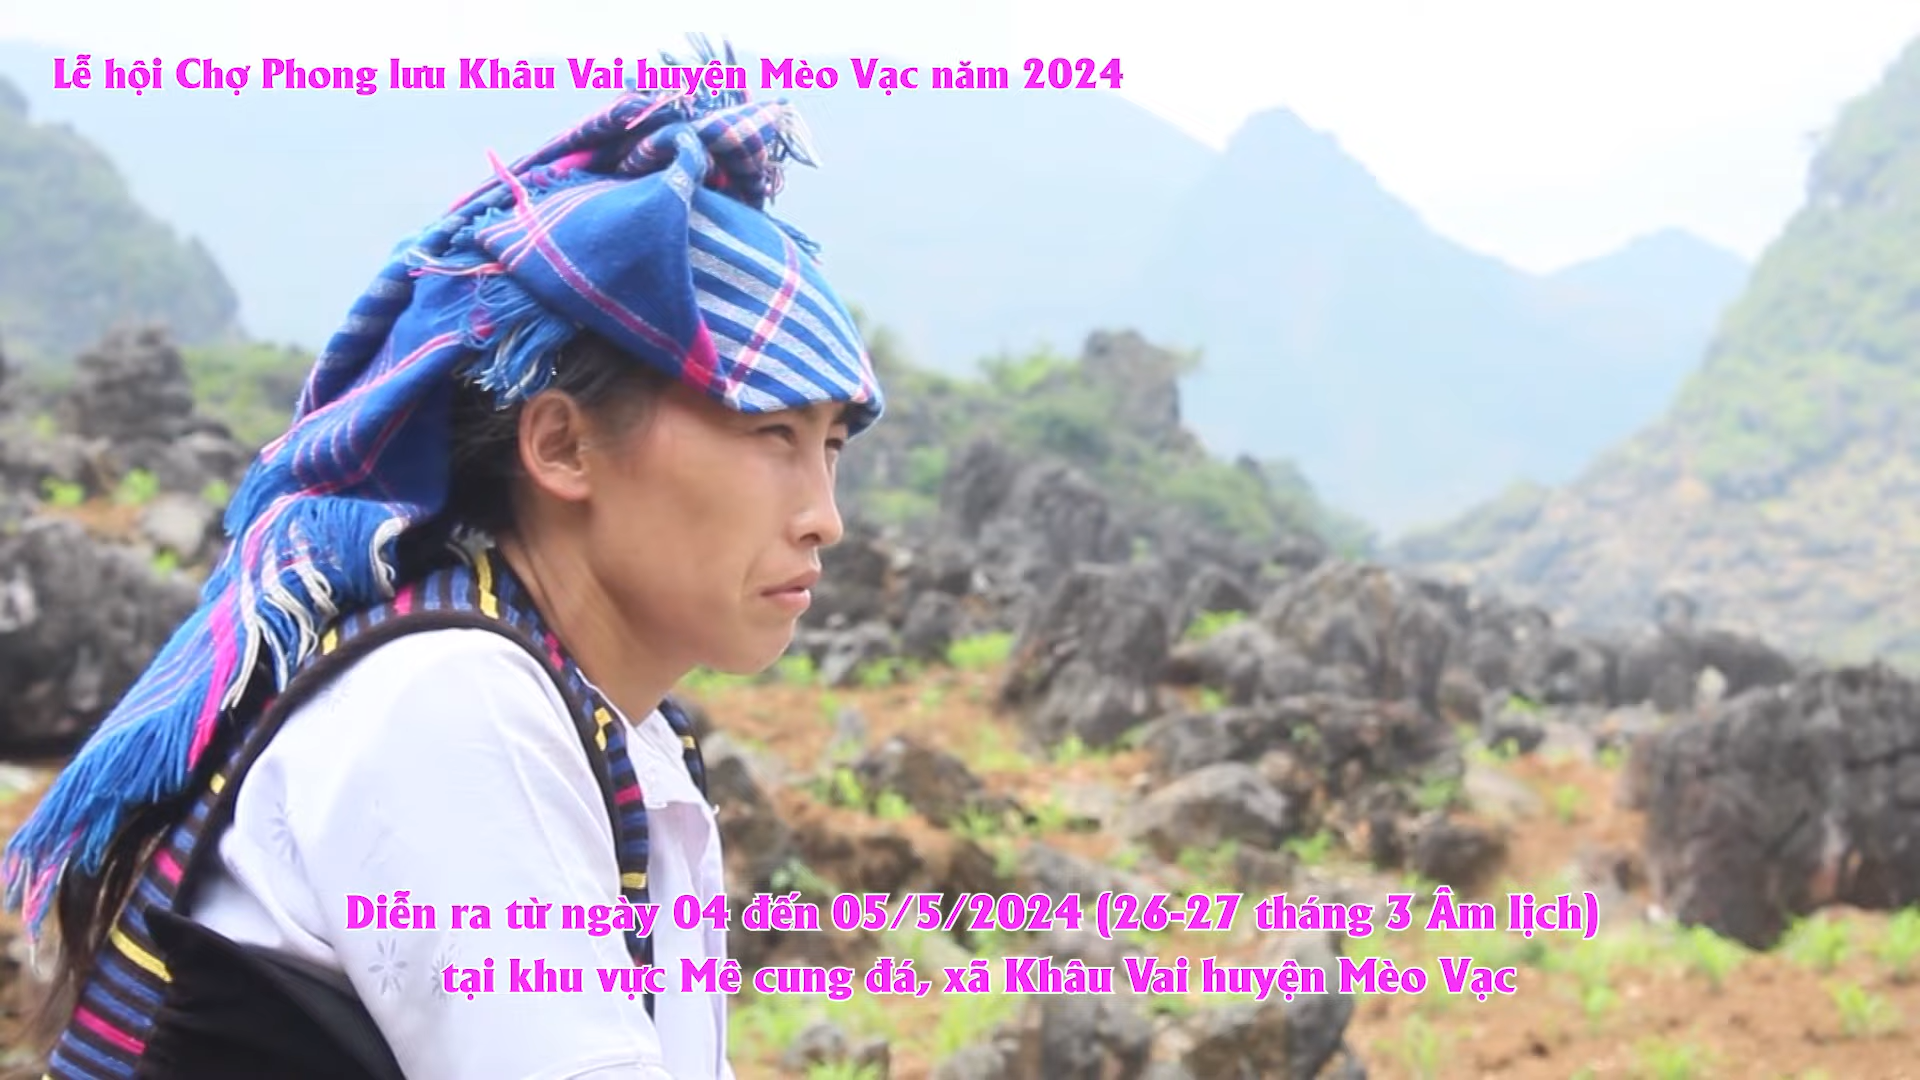 Lễ hội Chợ Phong lưu Khâu Vai huyện Mèo Vạc năm 2024
Diễn ra từ ngày 04 đến 05/5/2024 (26-27 tháng 3 Âm lịch)
tại khu vực Mê cung đá, xã Khâu Vai huyện Mèo Vạc